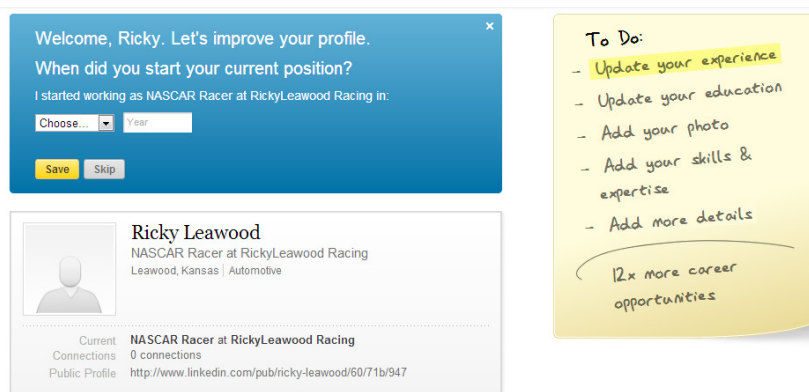 Welcome, Ricky. Let's improve your profile.
×
When did you start your current position?
I started working as NASCAR Racer at RickyLeawood Racing in:
Choose...
Year
Save
Skip
Ricky Leawood
NASCAR Racer at RickyLeawood Racing
Leawood, Kansas | Automotive
Current NASCAR Racer at RickyLeawood Racing
Connections 0 connections
Public Profile http://www.linkedin.com/pub/ricky-leawood/60/71b/947
To Do:
- Update your experience
- Update your education
- Add your photo
- Add your skills &
expertise
- Add more details
12x more career
opportunities